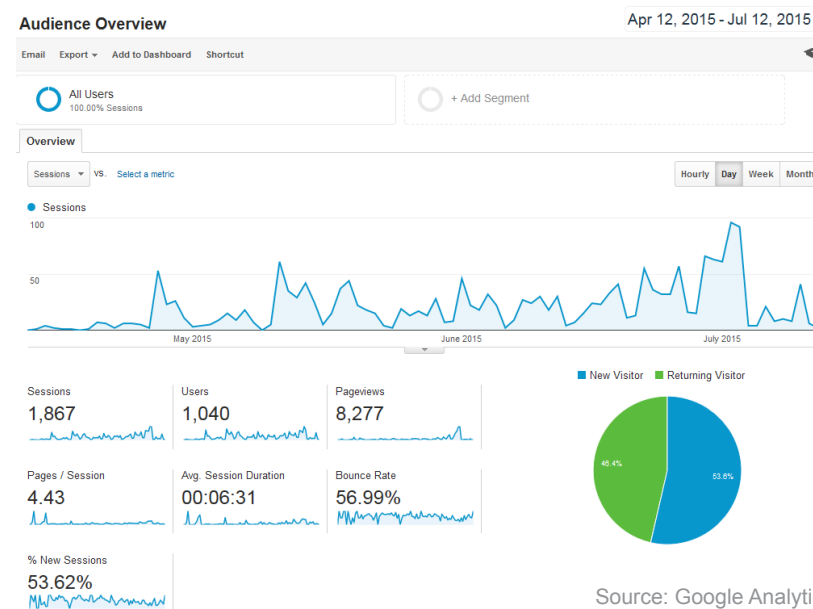 Audience Overview
Apr 12, 2015 - Jul 12, 2015
Email Export Add to Dashboard Shortcut
All Users
100.00% Sessions
+ Add Segment
Overview
Sessions VS. Select a metric
Hourly Day Week Month
Sessions
100
50
May 2015 June 2015 July 2015
New Visitor Returning Visitor
Sessions Users Pageviews
1,867 1,040 8,277
46.4% 53.6%
Pages / Session Avg. Session Duration Bounce Rate
4.43 00:06:31 56.99%
% New Sessions
53.62%
Source: Google Analyti